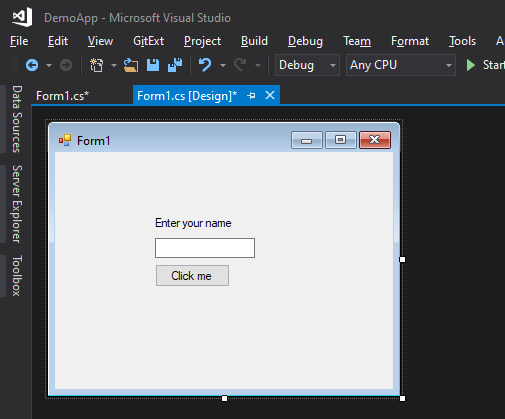 DemoApp - Microsoft Visual Studio
File Edit View GitExt Project Build Debug Team Format Tools A
Debug Any CPU Start
Form1.cs* Form1.cs [Design]*
Data Sources
Server Explorer
Toolbox
Form1
Enter your name
Click me